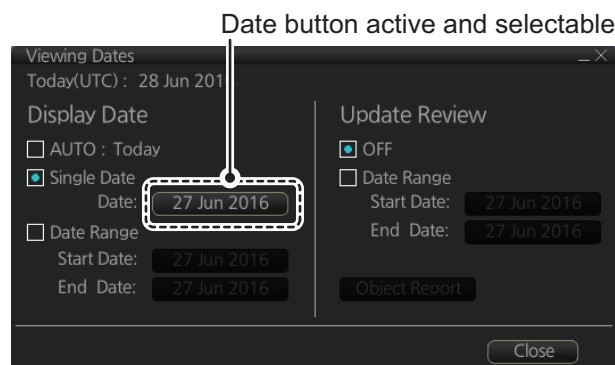 Date button active and selectable
Viewing Dates
Today(UTC) : 28 Jun 201
Display Date
AUTO : Today
Single Date
Date: 27 Jun 2016
Date Range
Start Date: 27 Jun 2016
End Date: 27 Jun 2016
Update Review
OFF
Date Range
Start Date: 27 Jun 2016
End Date: 27 Jun 2016
Object Report
Close